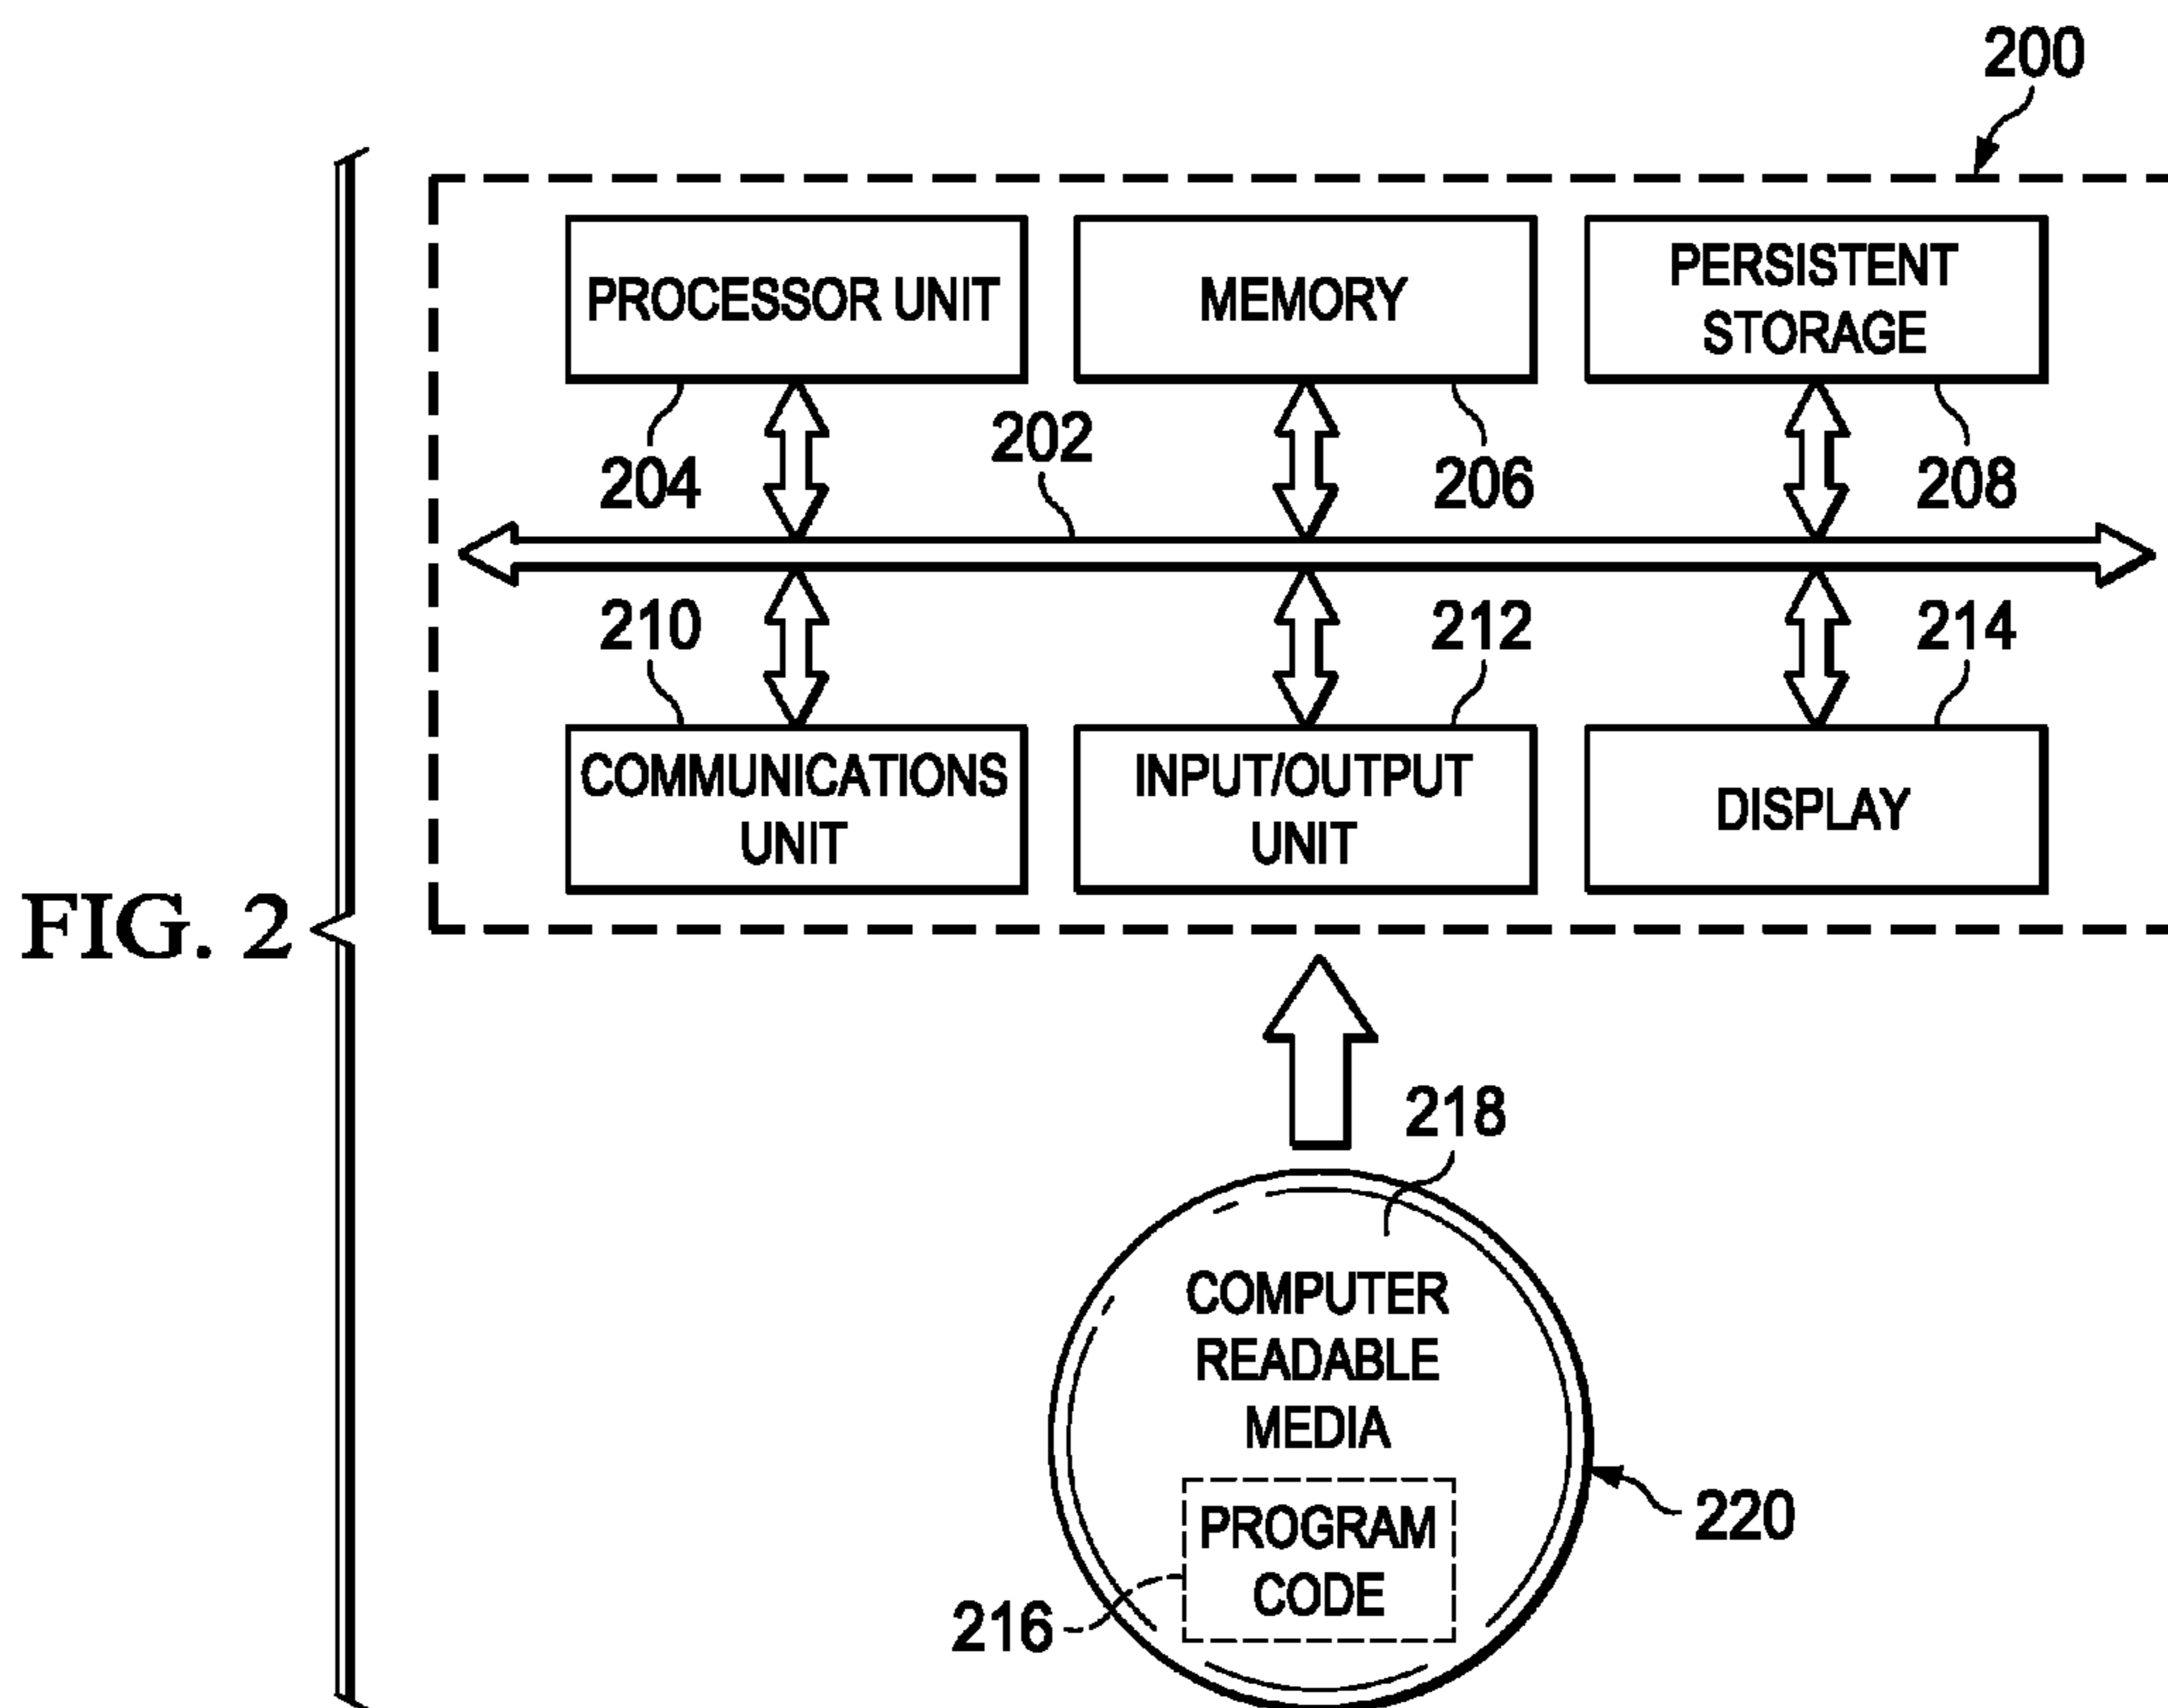 200
PROCESSOR UNIT
MEMORY
PERSISTENT
STORAGE
204
202
206
208
210
212
214
COMMUNICATIONS
UNIT
INPUT/OUTPUT
UNIT
DISPLAY
FIG. 2
218
COMPUTER
READABLE
MEDIA
PROGRAM
CODE
220
216